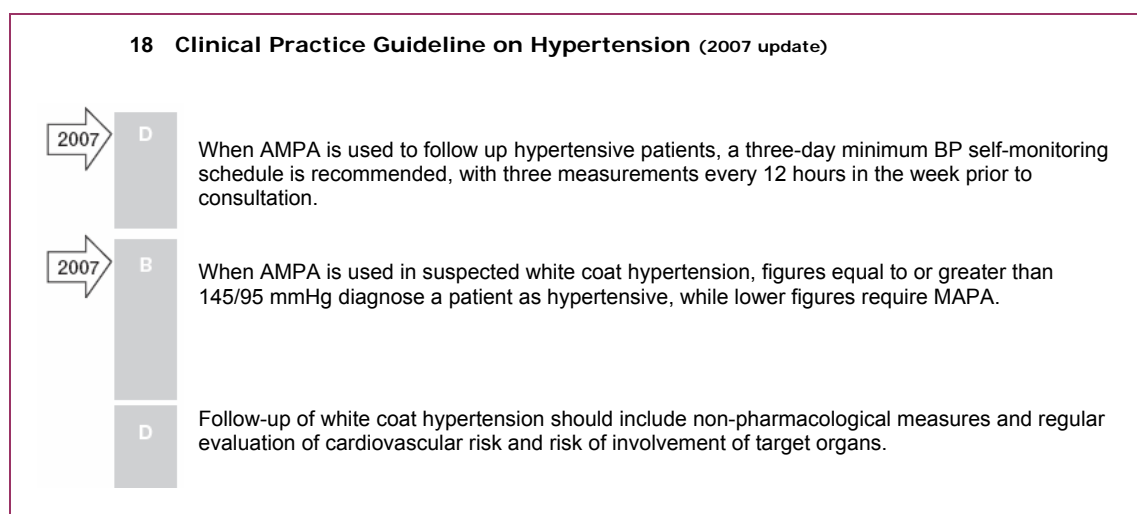 18 Clinical Practice Guideline on Hypertension (2007 update)
2007
D
When AMPA is used to follow up hypertensive patients, a three-day minimum BP self-monitoring
schedule is recommended, with three measurements every 12 hours in the week prior to
consultation.
2007
B
When AMPA is used in suspected white coat hypertension, figures equal to or greater than
145/95 mmHg diagnose a patient as hypertensive, while lower figures require MAPA.
D
Follow-up of white coat hypertension should include non-pharmacological measures and regular
evaluation of cardiovascular risk and risk of involvement of target organs.